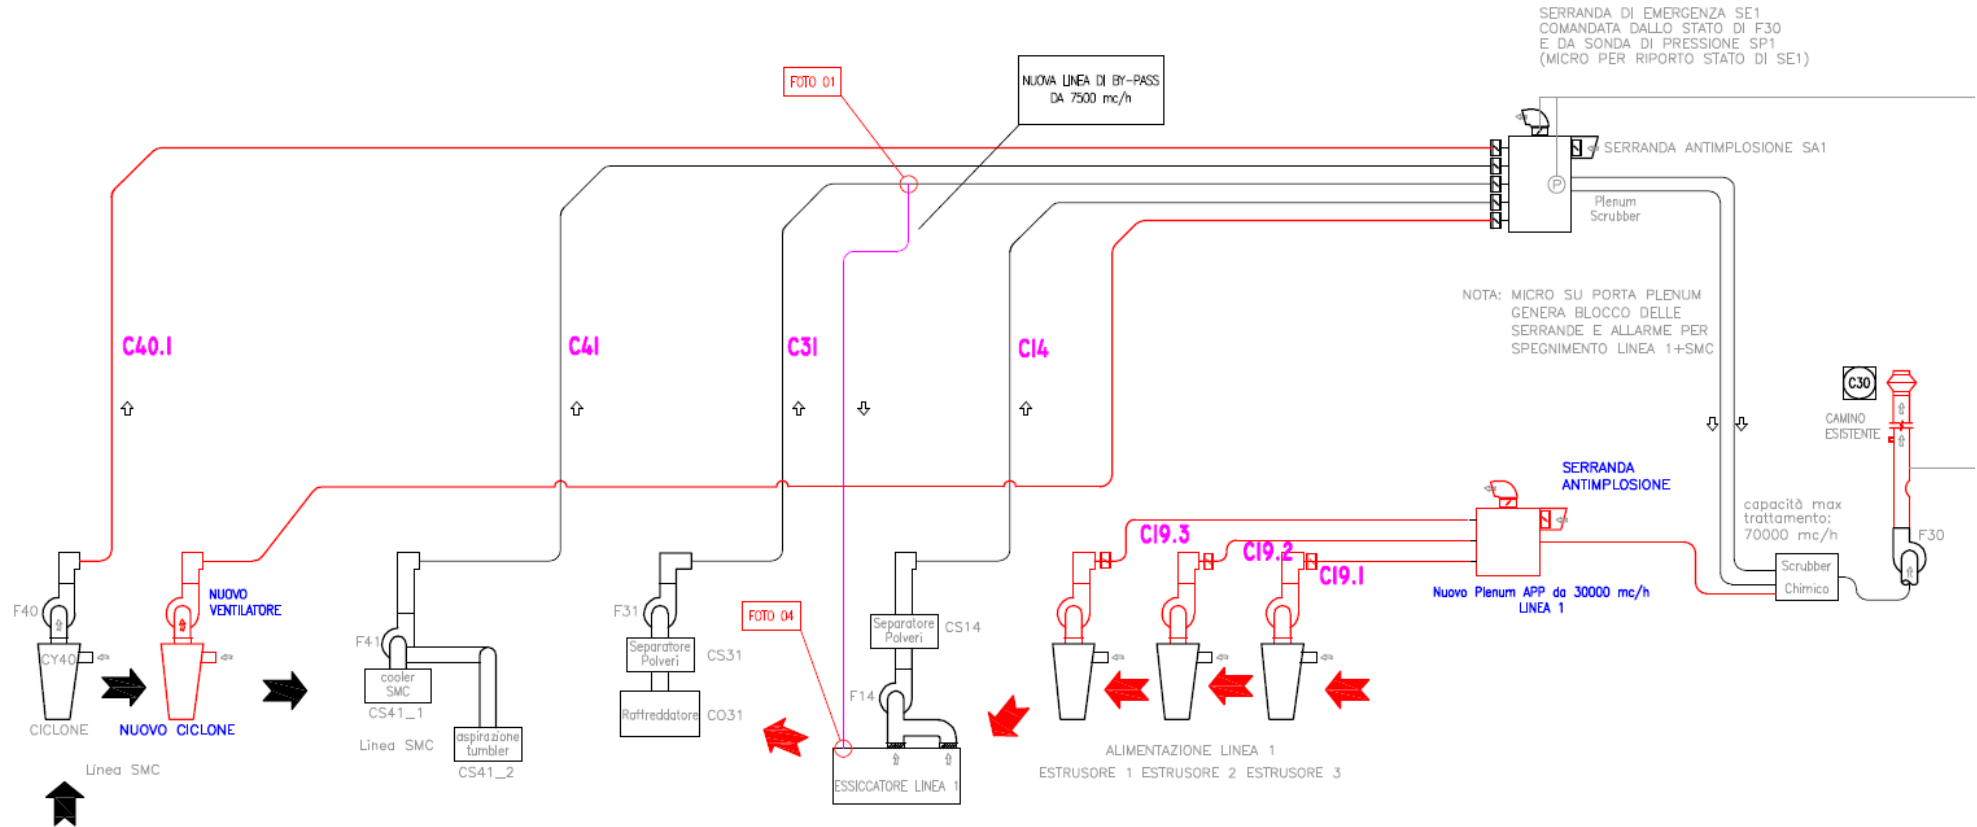 SERRANDA DI EMERGENZA SE1
COMANDATA DALLO STATO DI F30
E DA SONDA DI PRESSIONE SP1
(MICRO PER RIPORTO STATO DI SE1)
FOTO 01
NUOVA LINEA DI BY-PASS
DA 7500 mc/h
SERRANDA ANTIMPLOSIONE SA1
P
Plenum
Scrubber
NOTA: MICRO SU PORTA PLENUM
GENERA BLOCCO DELLE
SERRANDE E ALLARME PER
SPEGNIMENTO LINEA 1+SMC
C40.1
C41
C31
C14
C30
CAMINO
ESISTENTE
SERRANDA
ANTIMPLOSIONE
capacità max
trattamento:
70000 mc/h
F30
C19.3
C19.2
C19.1
Scrubber
Chimico
Nuovo Plenum APP da 30000 mc/h
LINEA 1
F40
NUOVO
VENTILATORE
F41
F31
FOTO 04
Separatore
Polveri
CS14
CY40
Separatore
Polveri
CS31
cooler
SMC
CS41_1
F14
Raffreddatore
CO31
CICLONE
NUOVO CICLONE
Linea SMC
aspirazione
tumbler
CS41_2
Linea SMC
ESSICCATORE LINEA 1
ALIMENTAZIONE LINEA 1
ESTRUSORE 1 ESTRUSORE 2 ESTRUSORE 3